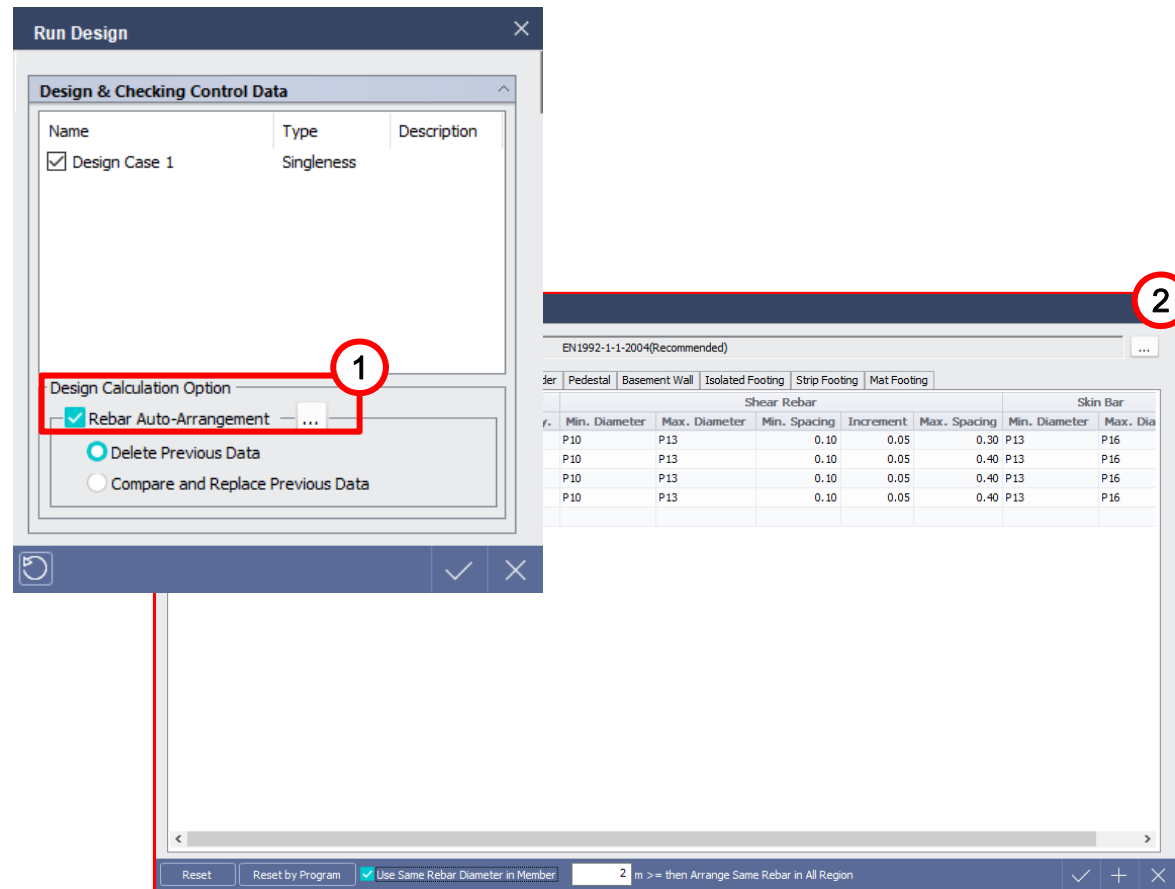 Run Design
Design & Checking Control Data
Name Type Description
Design Case 1 Singleness
1
Design Calculation Option
Rebar Auto-Arrangement ...
Delete Previous Data
Compare and Replace Previous Data
2
EN1992-1-1-2004(Recommended) ...
der Pedestal Basement Wall Isolated Footing Strip Footing Mat Footing
Shear Rebar Skin Bar
y. Min. Diameter Max. Diameter Min. Spacing Increment Max. Spacing Min. Diameter Max. Dia
P10 P13 0.10 0.05 0.30 P13 P16
P10 P13 0.10 0.05 0.40 P13 P16
P10 P13 0.10 0.05 0.40 P13 P16
P10 P13 0.10 0.05 0.40 P13 P16
Reset Reset by Program Use Same Rebar Diameter in Member 2 m >= then Arrange Same Rebar in All Region